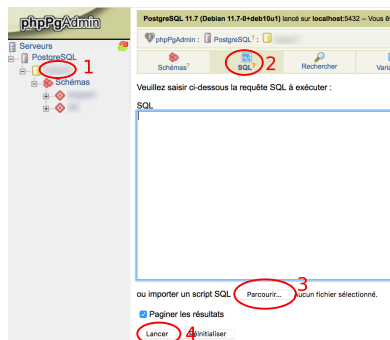 phpPgAdmin
PostgreSQL 11.7 (Debian 11.7-0+deb10u1) lancé sur localhost:5432 -- Vous
phpPgAdmin : PostgreSQL? :
Serveurs
PostgreSQL
1
Schémas
Schémas? SQL? 2 Rechercher
Veuillez saisir ci-dessous la requête SQL à exécuter :
SQL
3
ou importer un script SQL Parcourir... Aucun fichier sélectionné.
Paginer les résultats
Lancer 4 Réinitialiser